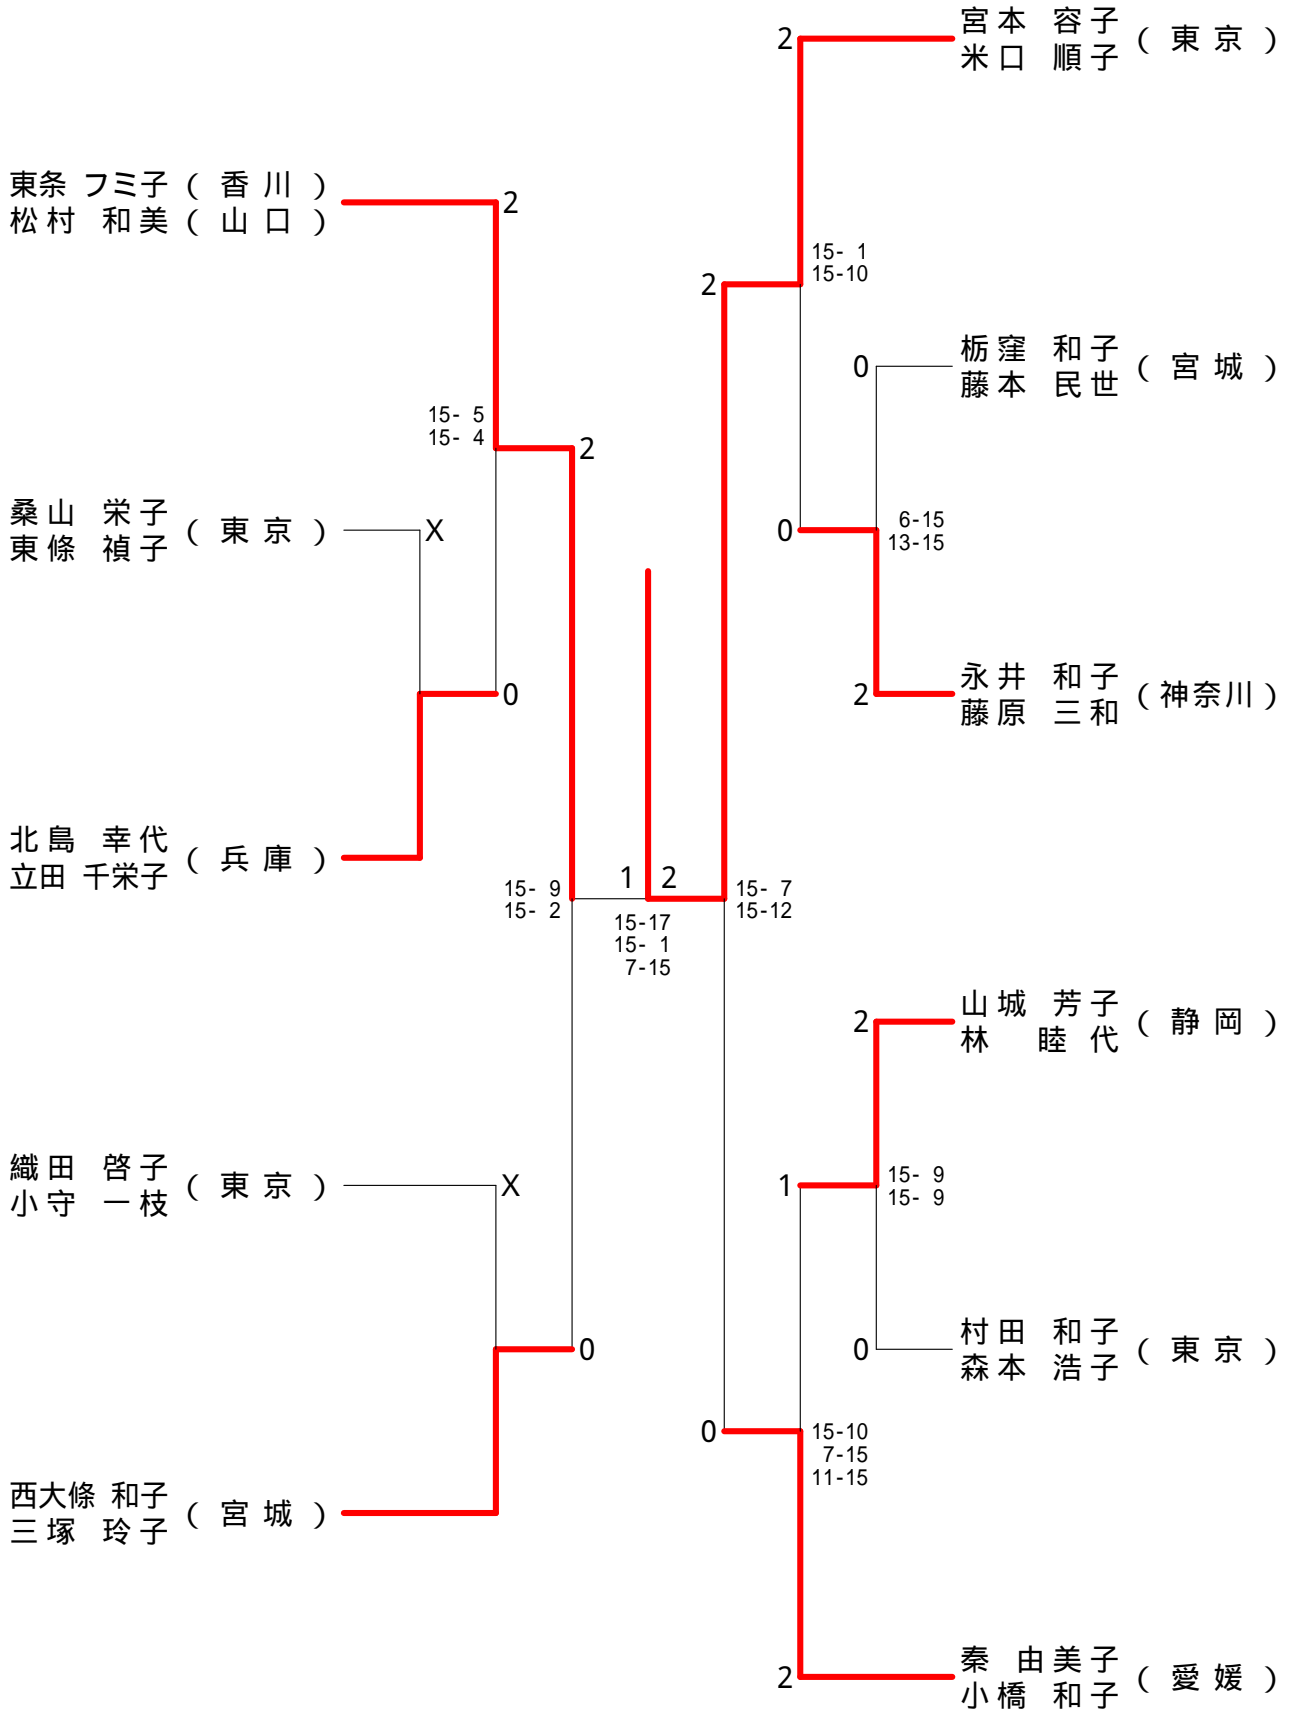 東条 フミ子 ( 香 川 )
松 村 和 美 ( 山 口 )
2
15- 5
15- 4
2
桑 山 栄 子
東 條 禎 子
( 東 京 )
X
0
北 島 幸 代
立田 千栄子
( 兵 庫 )
15- 9
15- 2
1
2
15-17
15- 1
7-15
織 田 啓 子
小 守 一 枝
( 東 京 )
X
0
西大條 和子
三 塚 玲 子
( 宮 城 )
2
宮 本 容 子
米 口 順 子
( 東 京 )
15- 1
15-10
2
0
栃 窪 和 子
藤 本 民 世
( 宮 城 )
0
6-15
13-15
2
永 井 和 子
藤 原 三 和
( 神奈川 )
15- 7
15-12
2
山 城 芳 子
林 睦 代
( 静 岡 )
1
15- 9
15- 9
0
村 田 和 子
森 本 浩 子
( 東 京 )
0
15-10
7-15
11-15
2
秦 由 美 子
小 橋 和 子
( 愛 媛 )